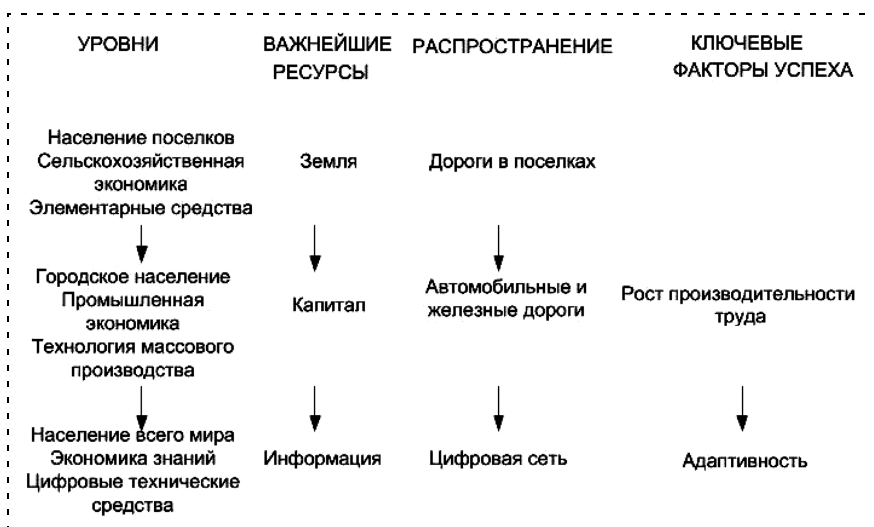 УРОВНИ
ВАЖНЕЙШИЕ
РЕСУРСЫ
РАСПРОСТРАНЕНИЕ
КЛЮЧЕВЫЕ
ФАКТОРЫ УСПЕХА
Население поселков
Сельскохозяйственная
экономика
Элементарные средства
Земля
Дороги в поселках
Городское население
Промышленная
экономика
Технология массового
производства
Капитал
Автомобильные и
железные дороги
Рост производительности
труда
Население всего мира
Экономика знаний
Цифровые технические
средства
Информация
Цифровая сеть
Адаптивность